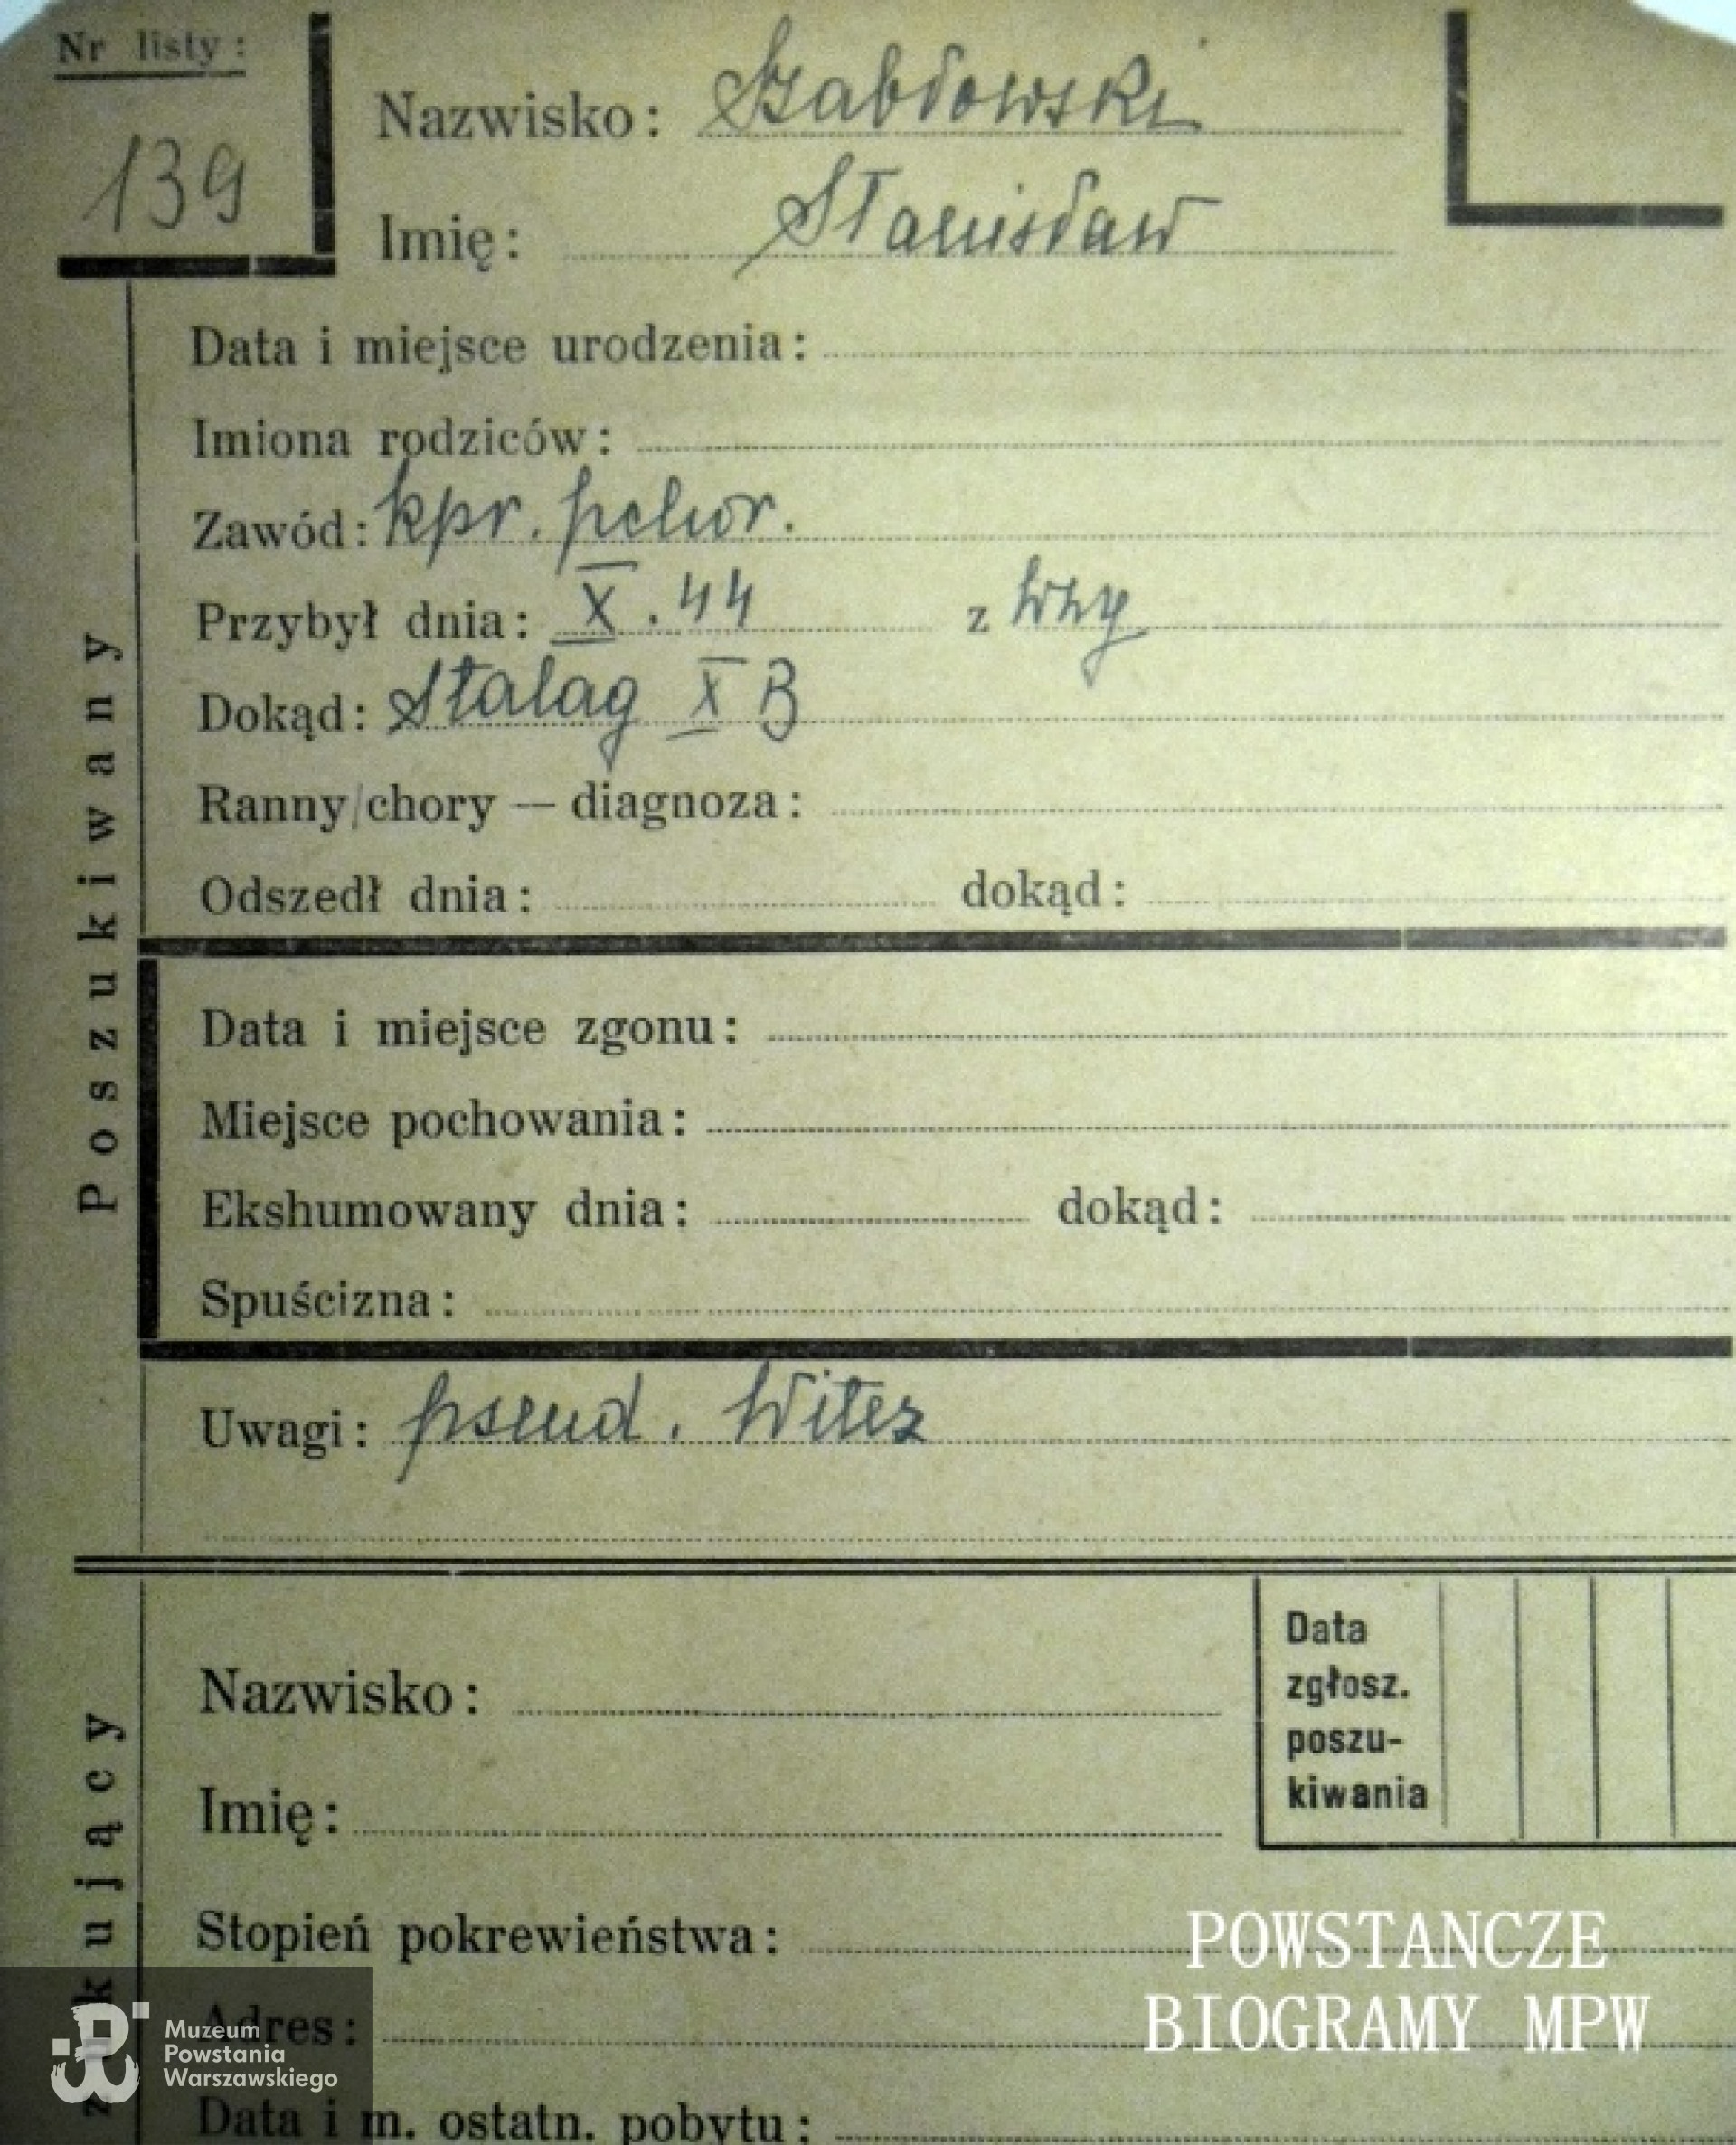 Nr listy:
139
Nazwisko: Szabłowski
Imię: Stanisław
Poszukiwany
Data i miejsce urodzenia:
Imiona rodziców:
Zawód: kpr. pchor.
Przybył dnia: X.44 z Wwy
Dokąd: Stalag X B
Ranny/chory — diagnoza:
Odszedł dnia: dokąd:
Data i miejsce zgonu:
Miejsce pochowania:
Ekshumowany dnia: dokąd:
Spuścizna:
Uwagi: pseud. Witez
zukujący
Nazwisko:
Imię:
Data
zgłosz.
poszu-
kiwania
Stopień pokrewieństwa:
Adres:
Data i m. ostatn. pobytu:
POWSTANCZE
BIOGRAMY MPW
Muzeum
Powstania
Warszawskiego